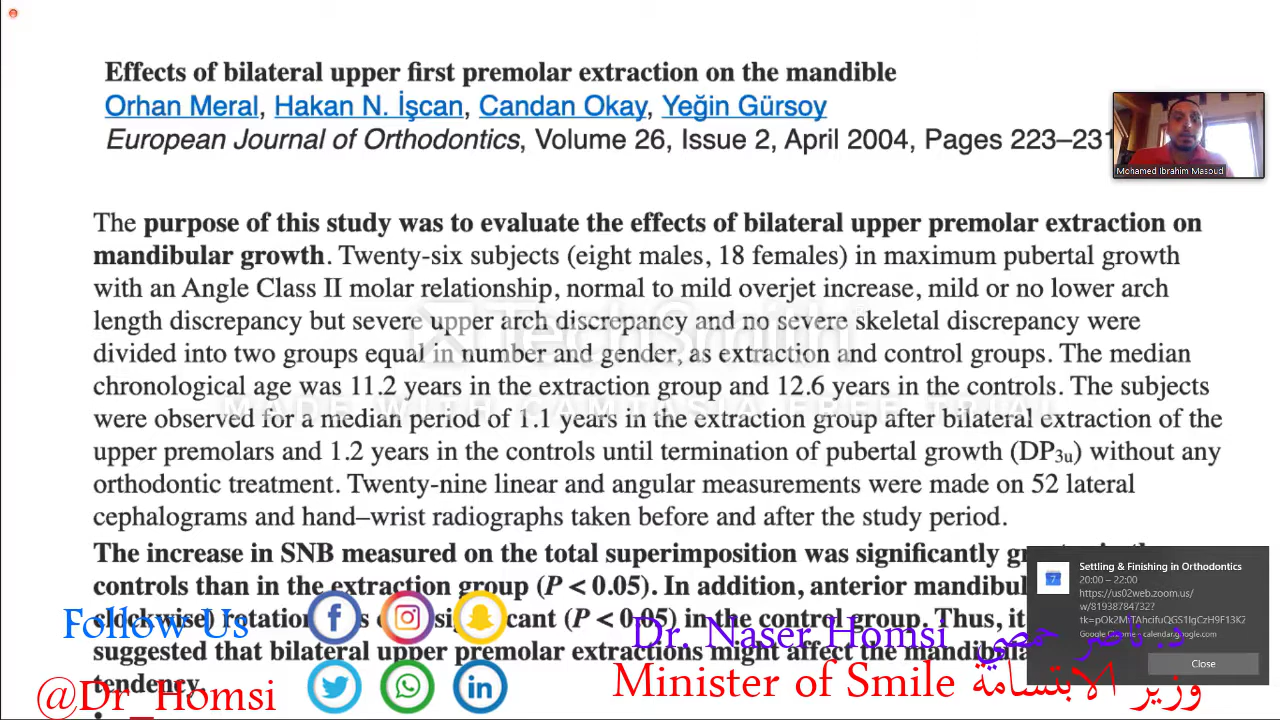 Effects of bilateral upper first premolar extraction on the mandible
Orhan Meral, Hakan N. İşcan, Candan Okay, Yeğin Gürsoy
European Journal of Orthodontics, Volume 26, Issue 2, April 2004, Pages 223–231
Mohamed Ibrahim Masoud
The purpose of this study was to evaluate the effects of bilateral upper premolar extraction on
mandibular growth. Twenty-six subjects (eight males, 18 females) in maximum pubertal growth
with an Angle Class II molar relationship, normal to mild overjet increase, mild or no lower arch
length discrepancy but severe upper arch discrepancy and no severe skeletal discrepancy were
divided into two groups equal in number and gender, as extraction and control groups. The median
chronological age was 11.2 years in the extraction group and 12.6 years in the controls. The subjects
were observed for a median period of 1.1 years in the extraction group after bilateral extraction of the
upper premolars and 1.2 years in the controls until termination of pubertal growth (DP3u) without any
orthodontic treatment. Twenty-nine linear and angular measurements were made on 52 lateral
cephalograms and hand–wrist radiographs taken before and after the study period.
The increase in SNB measured on the total superimposition was significantly
controls than in the extraction group (P < 0.05). In addition, anterior
rotation (P < 0.05) in the control group. Thus, it
suggested that bilateral upper premolar extractions might affect the
tendency.
TechSmith
MADE WITH CAMTASIA FREE TRIAL
Settling & Finishing in Orthodontics
20:00 – 22:00
https://us02web.zoom.us/
w/81938784732?
Google Chrome • calendar.google.com
Close
Follow Us
@Dr_Homsi
Dr. Naser Homsi د. ناصر حمصي
Minister of Smile وزير الابتسامة